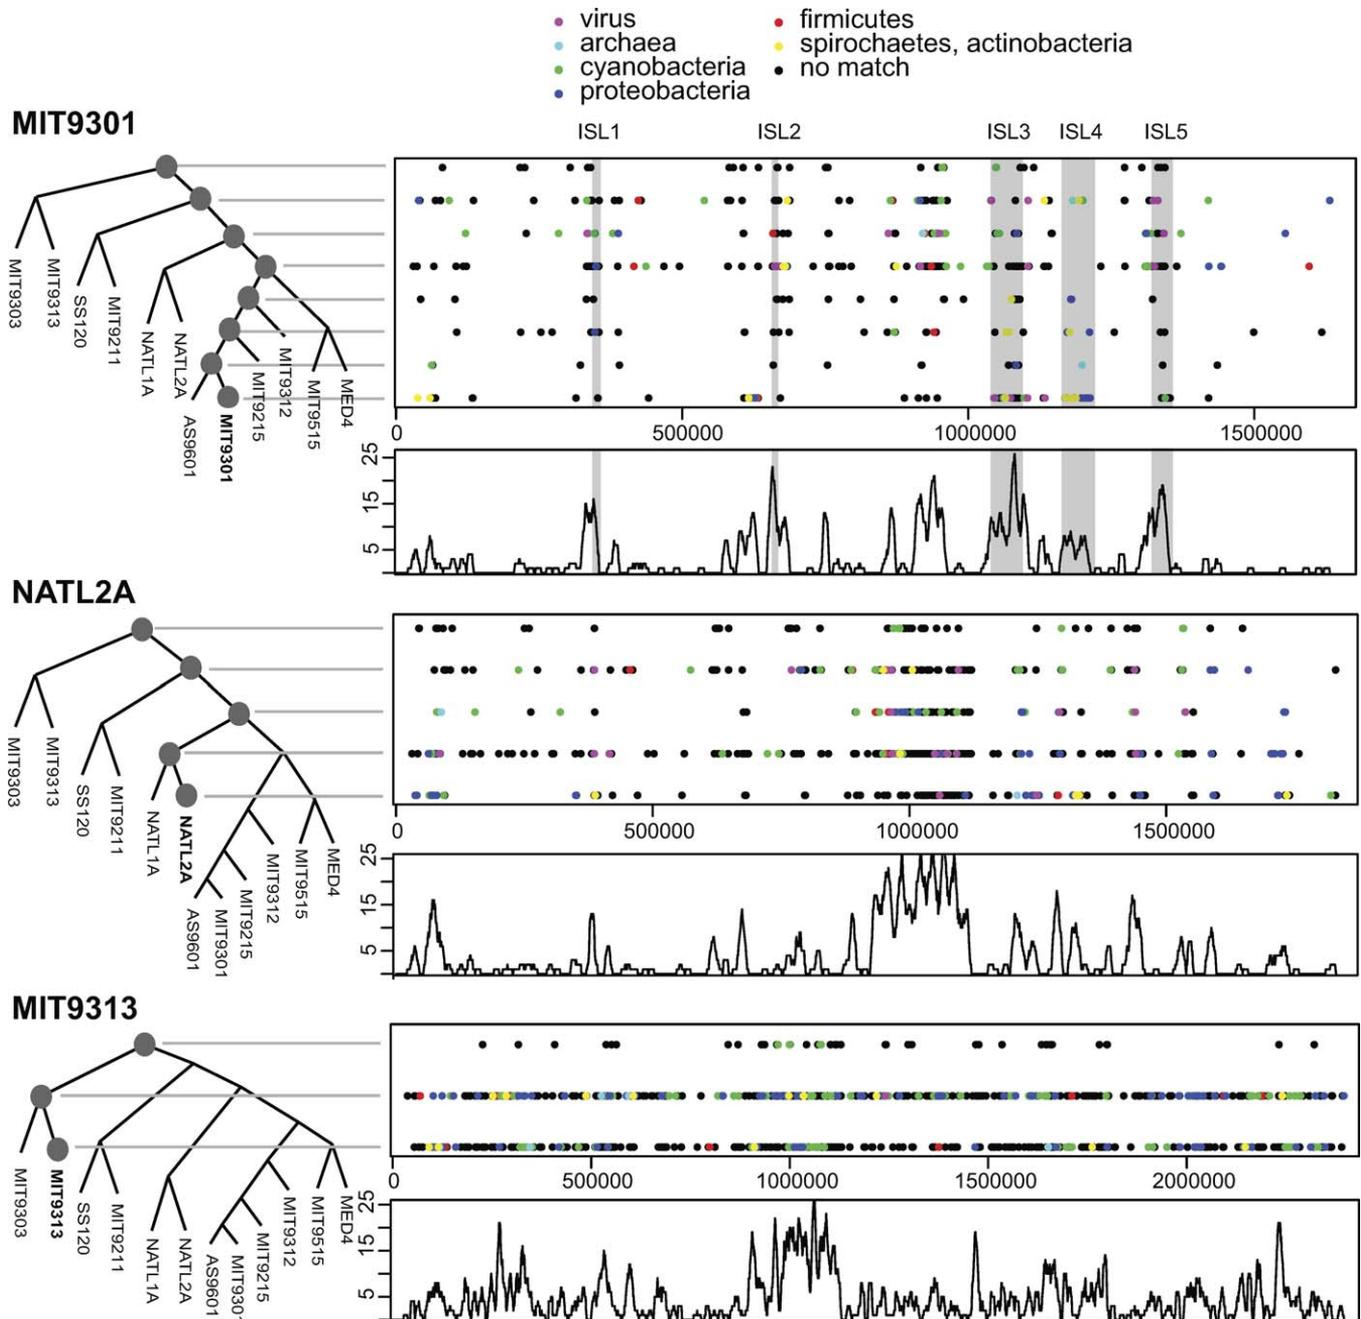 virus
archaea
cyanobacteria
proteobacteria
firmicutes
spirochaetes, actinobacteria
no match
MIT9301
ISL1 ISL2 ISL3 ISL4 ISL5
MIT9303
MIT9313
SS120
MIT9211
NATL1A
NATL2A
AS9601
MIT9301
MIT9215
MIT9312
MIT9515
MED4
0 500000 1000000 1500000
25
15
5
NATL2A
MIT9303
MIT9313
SS120
MIT9211
NATL1A
NATL2A
AS9601
MIT9301
MIT9215
MIT9312
MIT9515
MED4
0 500000 1000000 1500000
25
15
5
MIT9313
MIT9303
MIT9313
SS120
MIT9211
NATL1A
NATL2A
AS9601
MIT9301
MIT9215
MIT9312
MIT9515
MED4
0 500000 1000000 1500000 2000000
25
15
5